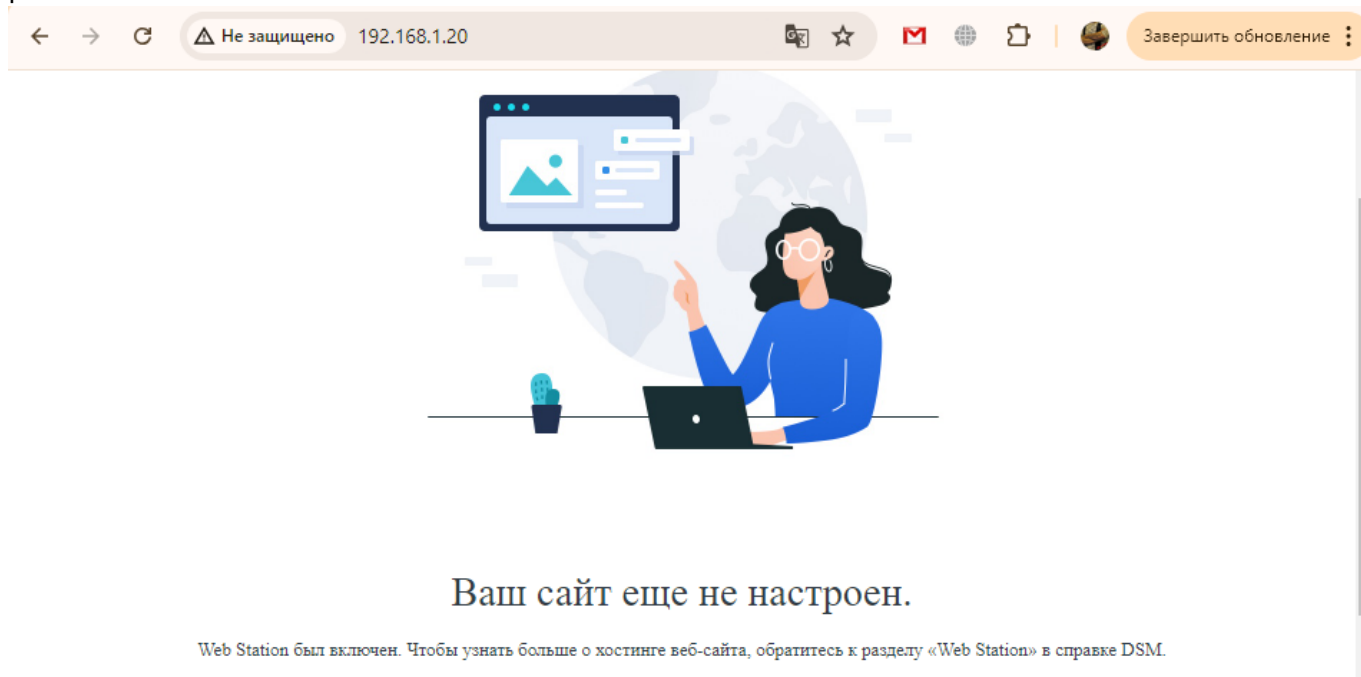 Не защищено 192.168.1.20 Завершить обновление
Ваш сайт еще не настроен.
Web Station был включен. Чтобы узнать больше о хостинге веб-сайта, обратитесь к разделу «Web Station» в справке DSM.